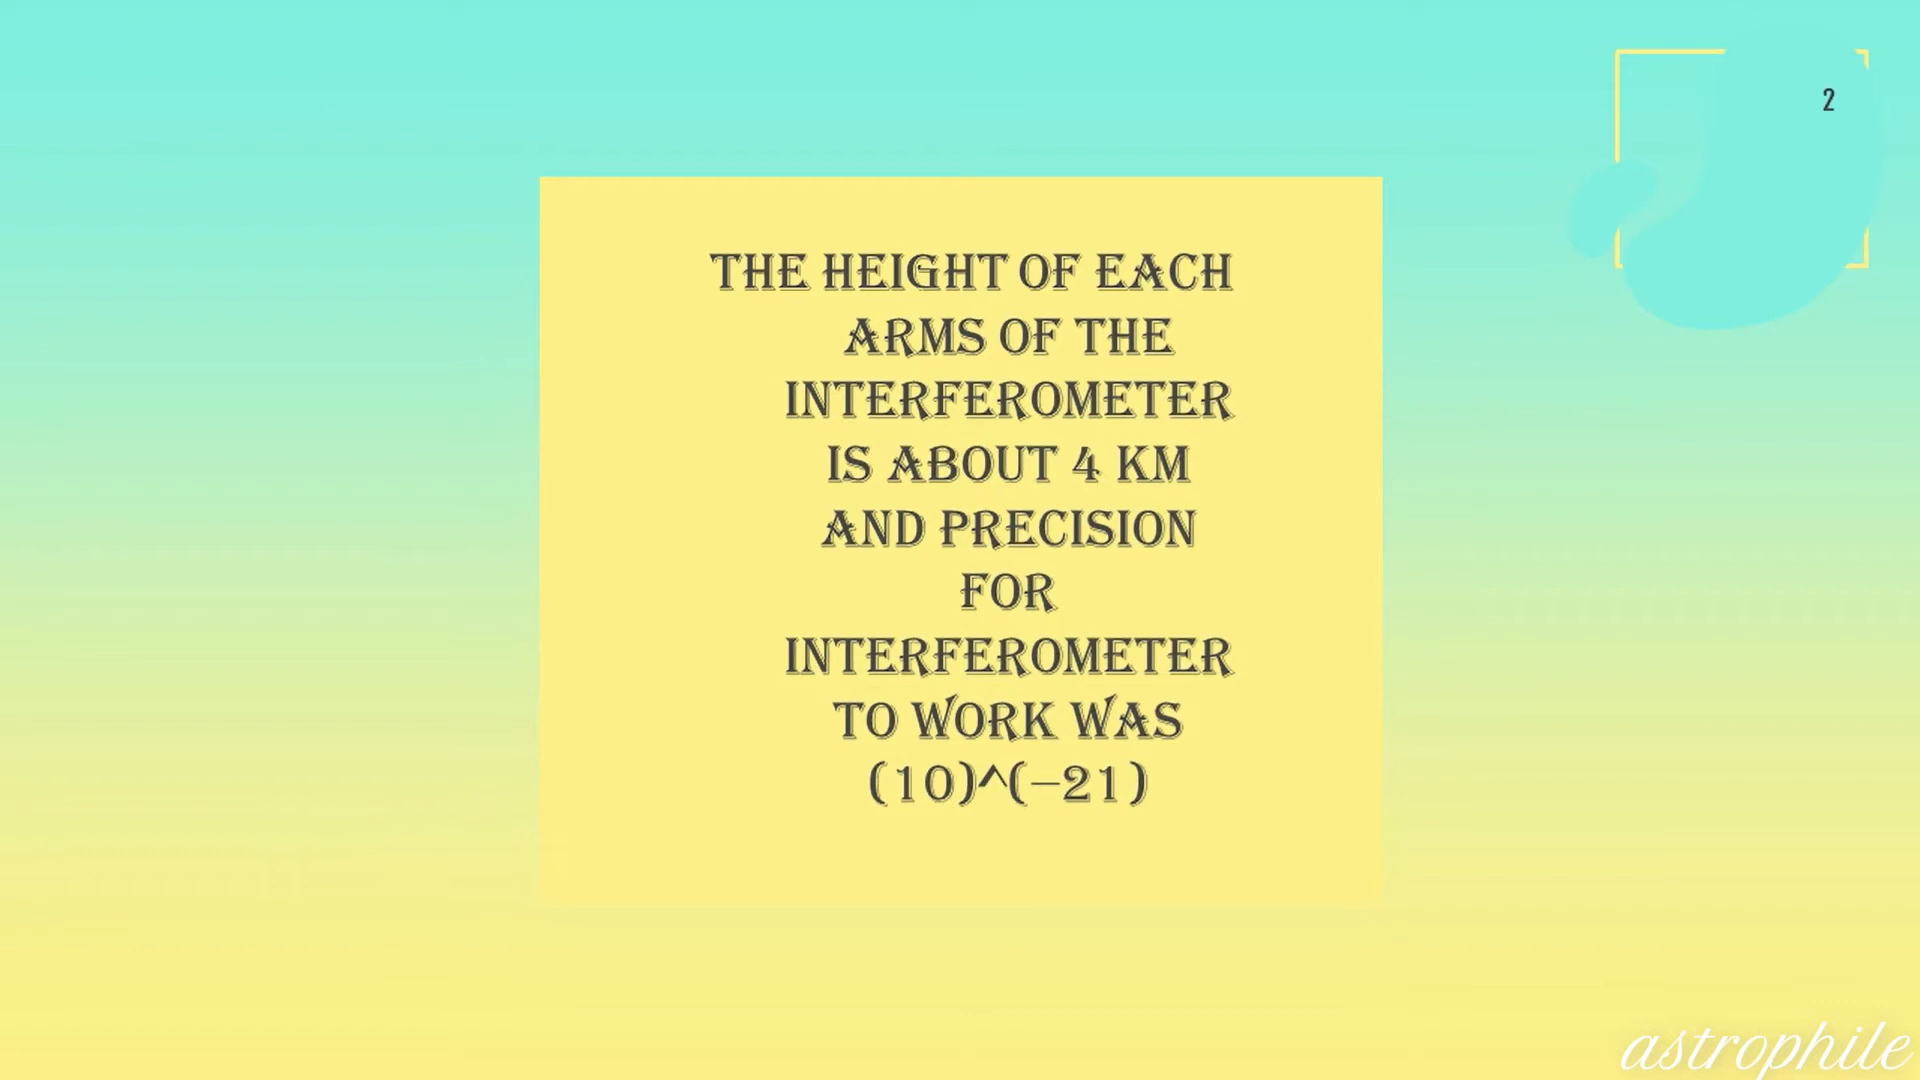 2
THE HEIGHT OF EACH
ARMS OF THE
INTERFEROMETER
IS ABOUT 4 KM
AND PRECISION
FOR
INTERFEROMETER
TO WORK WAS
(10)^(−21)
astrophile